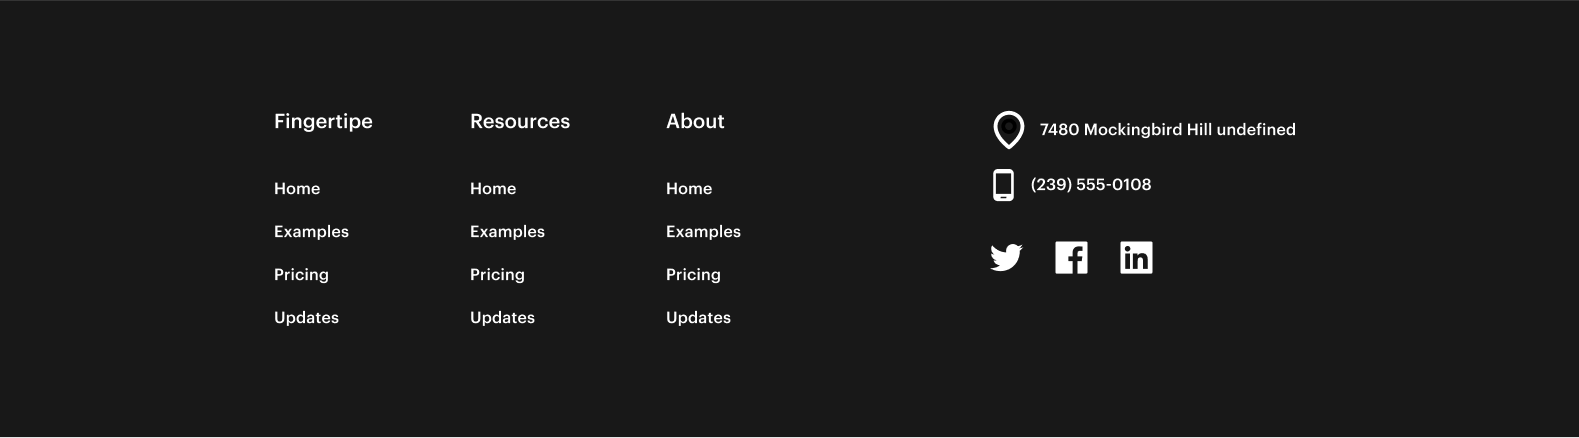 Fingertipe
Home
Examples
Pricing
Updates
Resources
Home
Examples
Pricing
Updates
About
Home
Examples
Pricing
Updates
7480 Mockingbird Hill undefined
(239) 555-0108